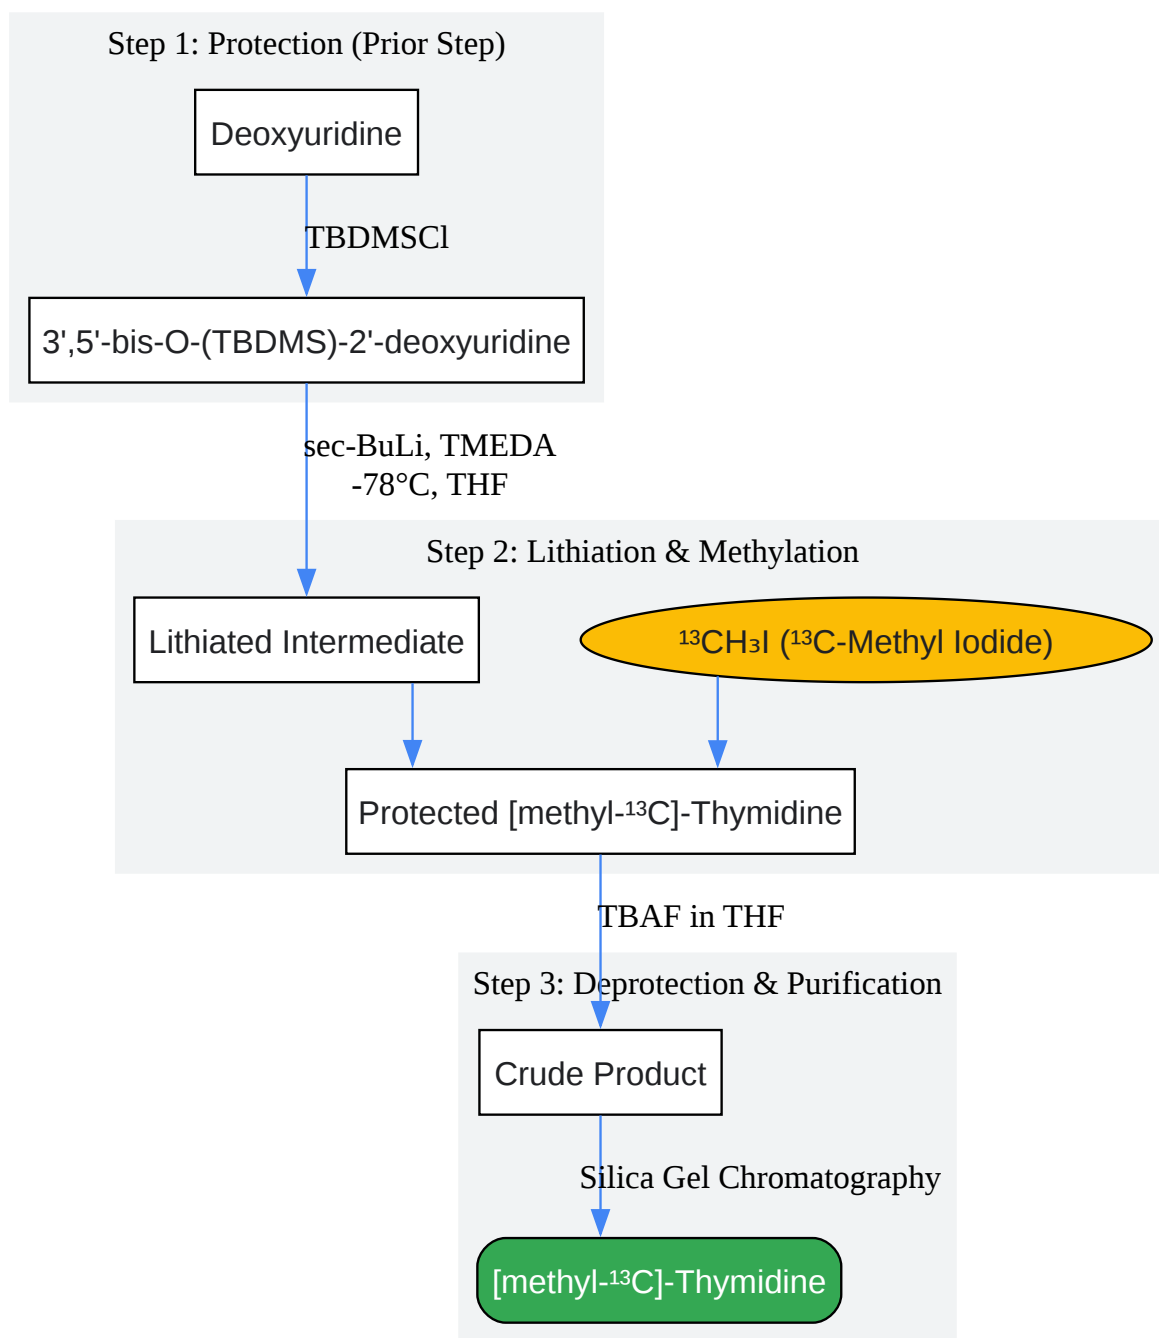 Step 1: Protection (Prior Step)
Deoxyuridine
TBDMSCl
3',5'-bis-O-(TBDMS)-2'-deoxyuridine
sec-BuLi, TMEDA
-78°C, THF
Step 2: Lithiation & Methylation
Lithiated Intermediate
¹³CH₃I (¹³C-Methyl Iodide)
Protected [methyl-¹³C]-Thymidine
TBAF in THF
Step 3: Deprotection & Purification
Crude Product
Silica Gel Chromatography
[methyl-¹³C]-Thymidine